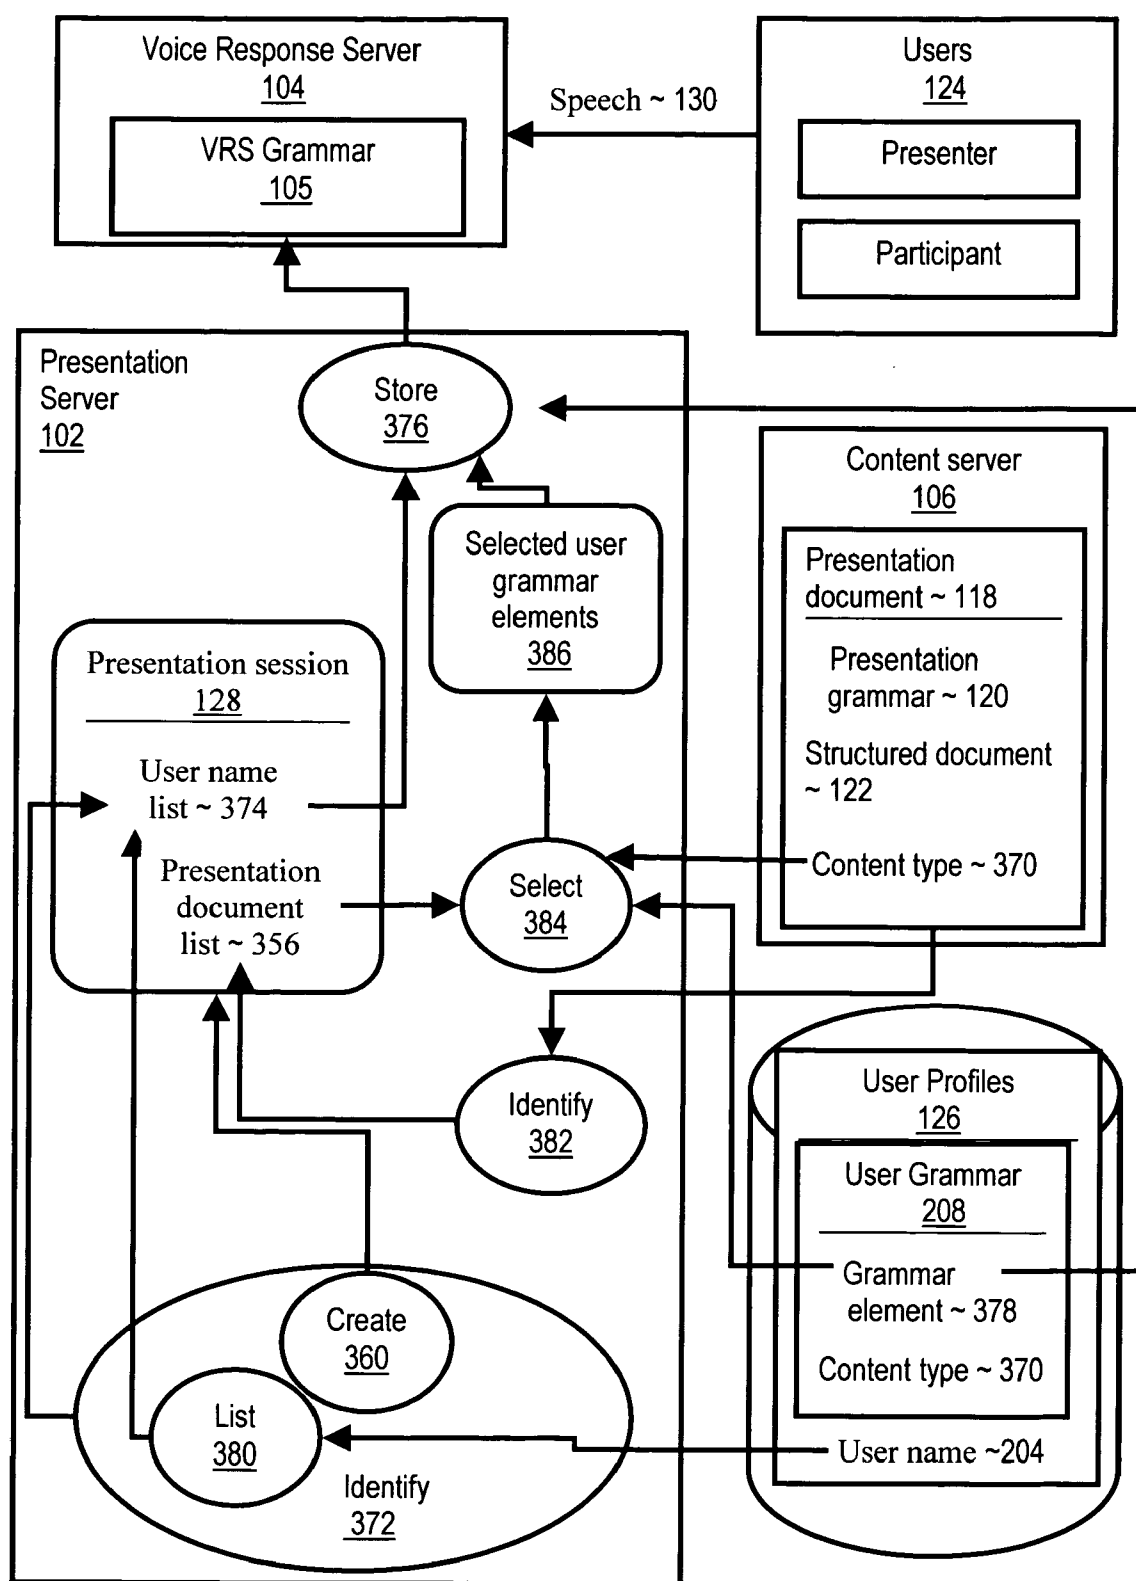 Voice Response Server
104
VRS Grammar
105
Speech ~ 130
Users
124
Presenter
Participant
Presentation
Server
102
Store
376
Selected user
grammar
elements
386
Content server
106
Presentation
document ~ 118
Presentation
grammar ~ 120
Structured document
~ 122
Content type ~ 370
Presentation session
128
User name
list ~ 374
Presentation
document
list ~ 356
Select
384
Identify
382
User Profiles
126
User Grammar
208
Grammar
element ~ 378
Content type ~ 370
User name ~204
Create
360
List
380
Identify
372